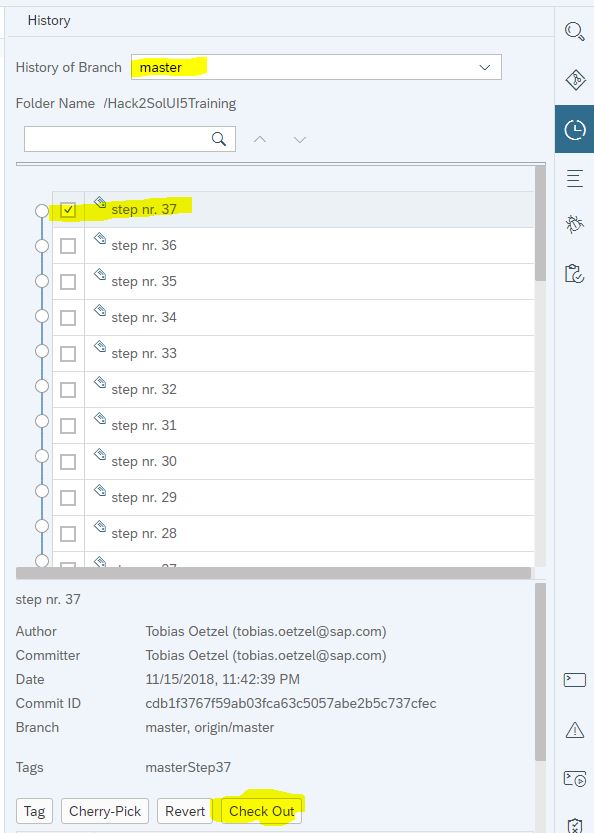 History
History of Branch master
Folder Name /Hack2SolUI5Training
step nr. 37
step nr. 36
step nr. 35
step nr. 34
step nr. 33
step nr. 32
step nr. 31
step nr. 30
step nr. 29
step nr. 28
step nr. 37
Author Tobias Oetzel (tobias.oetzel@sap.com)
Committer Tobias Oetzel (tobias.oetzel@sap.com)
Date 11/15/2018, 11:42:39 PM
Commit ID cdb1f3767f59ab03fca63c5057abe2b5c737cfec
Branch master, origin/master
Tags masterStep37
Tag Cherry-Pick Revert Check Out